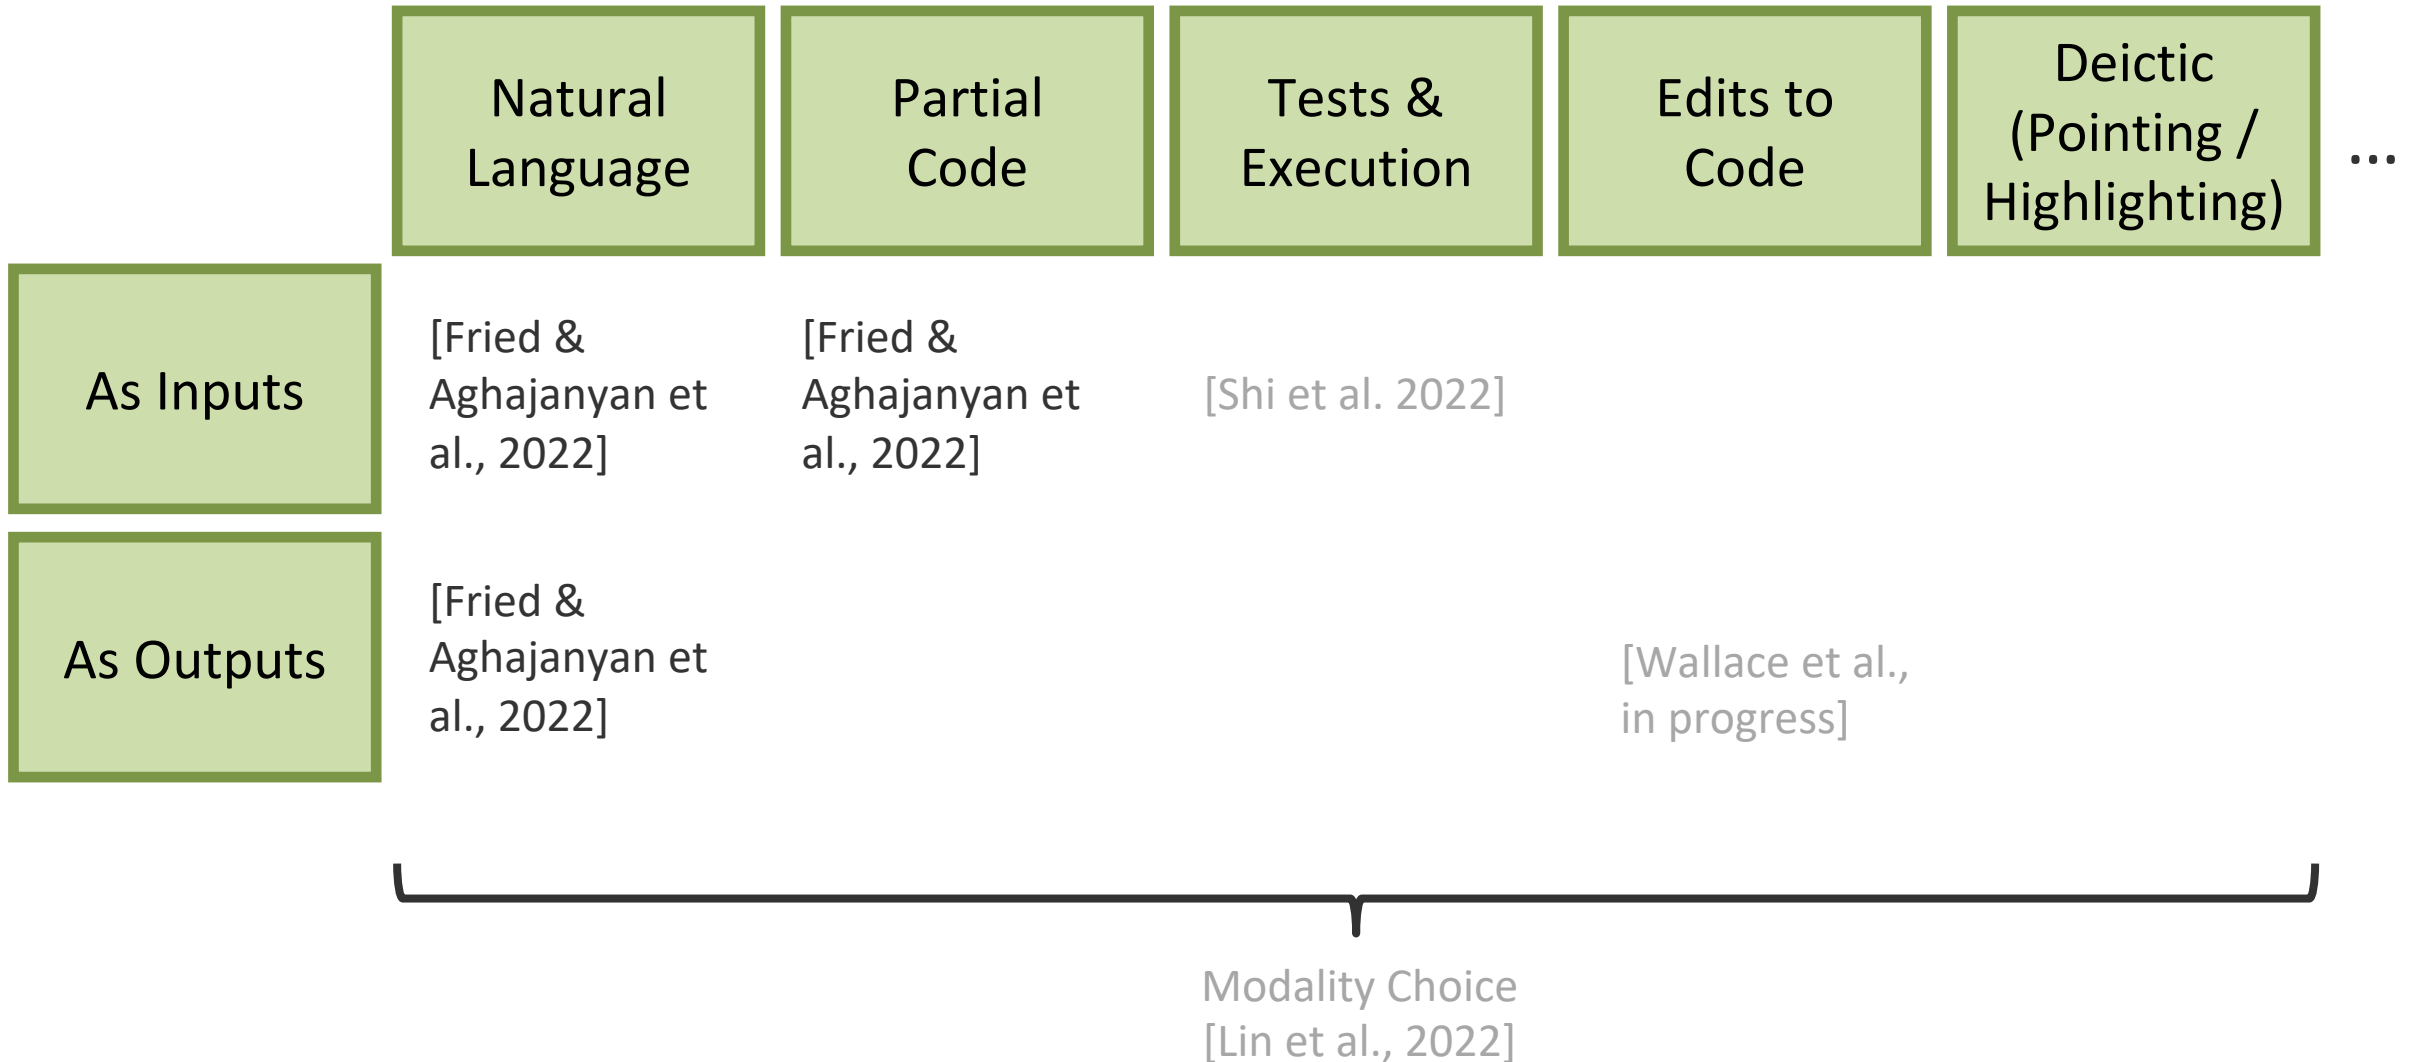 Natural
Language
Partial
Code
Tests &
Execution
Edits to
Code
Deictic
(Pointing /
Highlighting)
...
As Inputs
[Fried &
Aghajanyan et
al., 2022]
[Fried &
Aghajanyan et
al., 2022]
[Shi et al. 2022]
As Outputs
[Fried &
Aghajanyan et
al., 2022]
[Wallace et al.,
in progress]
Modality Choice
[Lin et al., 2022]